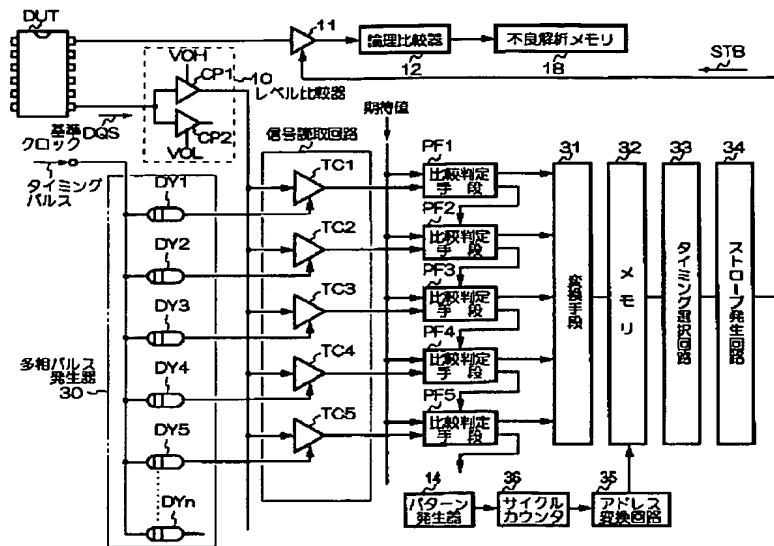 DUT
11
論理比較器
12
不良解析メモリ
18
STB
VOH
CP1
10
レベル比較器
CP2
VOL
基準
クロック
DQS
タイミング
パルス
信号読取回路
期待値
DY1
DY2
DY3
DY4
DY5
DYn
多相パルス
発生器
30
TC1
TC2
TC3
TC4
TC5
PF1
比較判定
手段
PF2
比較判定
手段
PF3
比較判定
手段
PF4
比較判定
手段
PF5
比較判定
手段
31
変換手段
32
メモリ
33
タイミング選択回路
34
ストローブ発生回路
14
パターン
発生器
36
サイクル
カウンタ
35
アドレス
変換回路